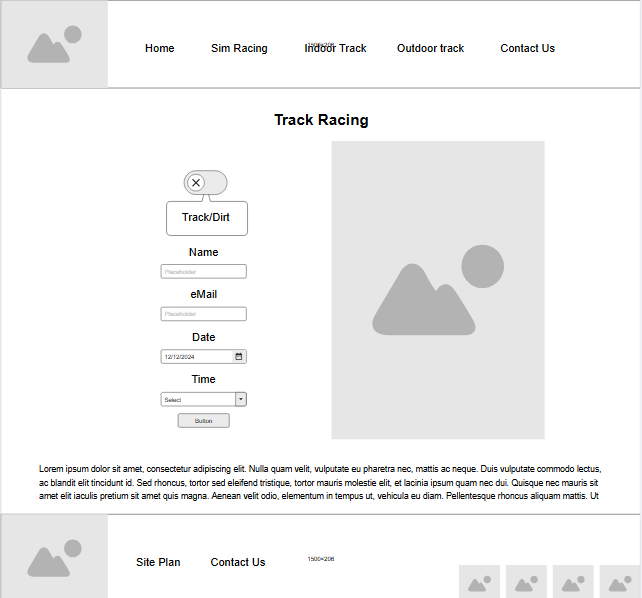 Home Sim Racing Indoor Track Outdoor track Contact Us
1500×206
Track Racing
Track/Dirt
Name
Placeholder
eMail
Placeholder
Date
12/12/2024
Time
Select
Button
Lorem ipsum dolor sit amet, consectetur adipiscing elit. Nulla quam velit, vulputate eu pharetra nec, mattis ac neque. Duis vulputate commodo lectus,
ac blandit elit tincidunt id. Sed rhoncus, tortor sed eleifend tristique, tortor mauris molestie elit, et lacinia ipsum quam nec dui. Quisque nec mauris sit
amet elit iaculis pretium sit amet quis magna. Aenean velit odio, elementum in tempus ut, vehicula eu diam. Pellentesque rhoncus aliquam mattis. Ut
Site Plan Contact Us 1500×206